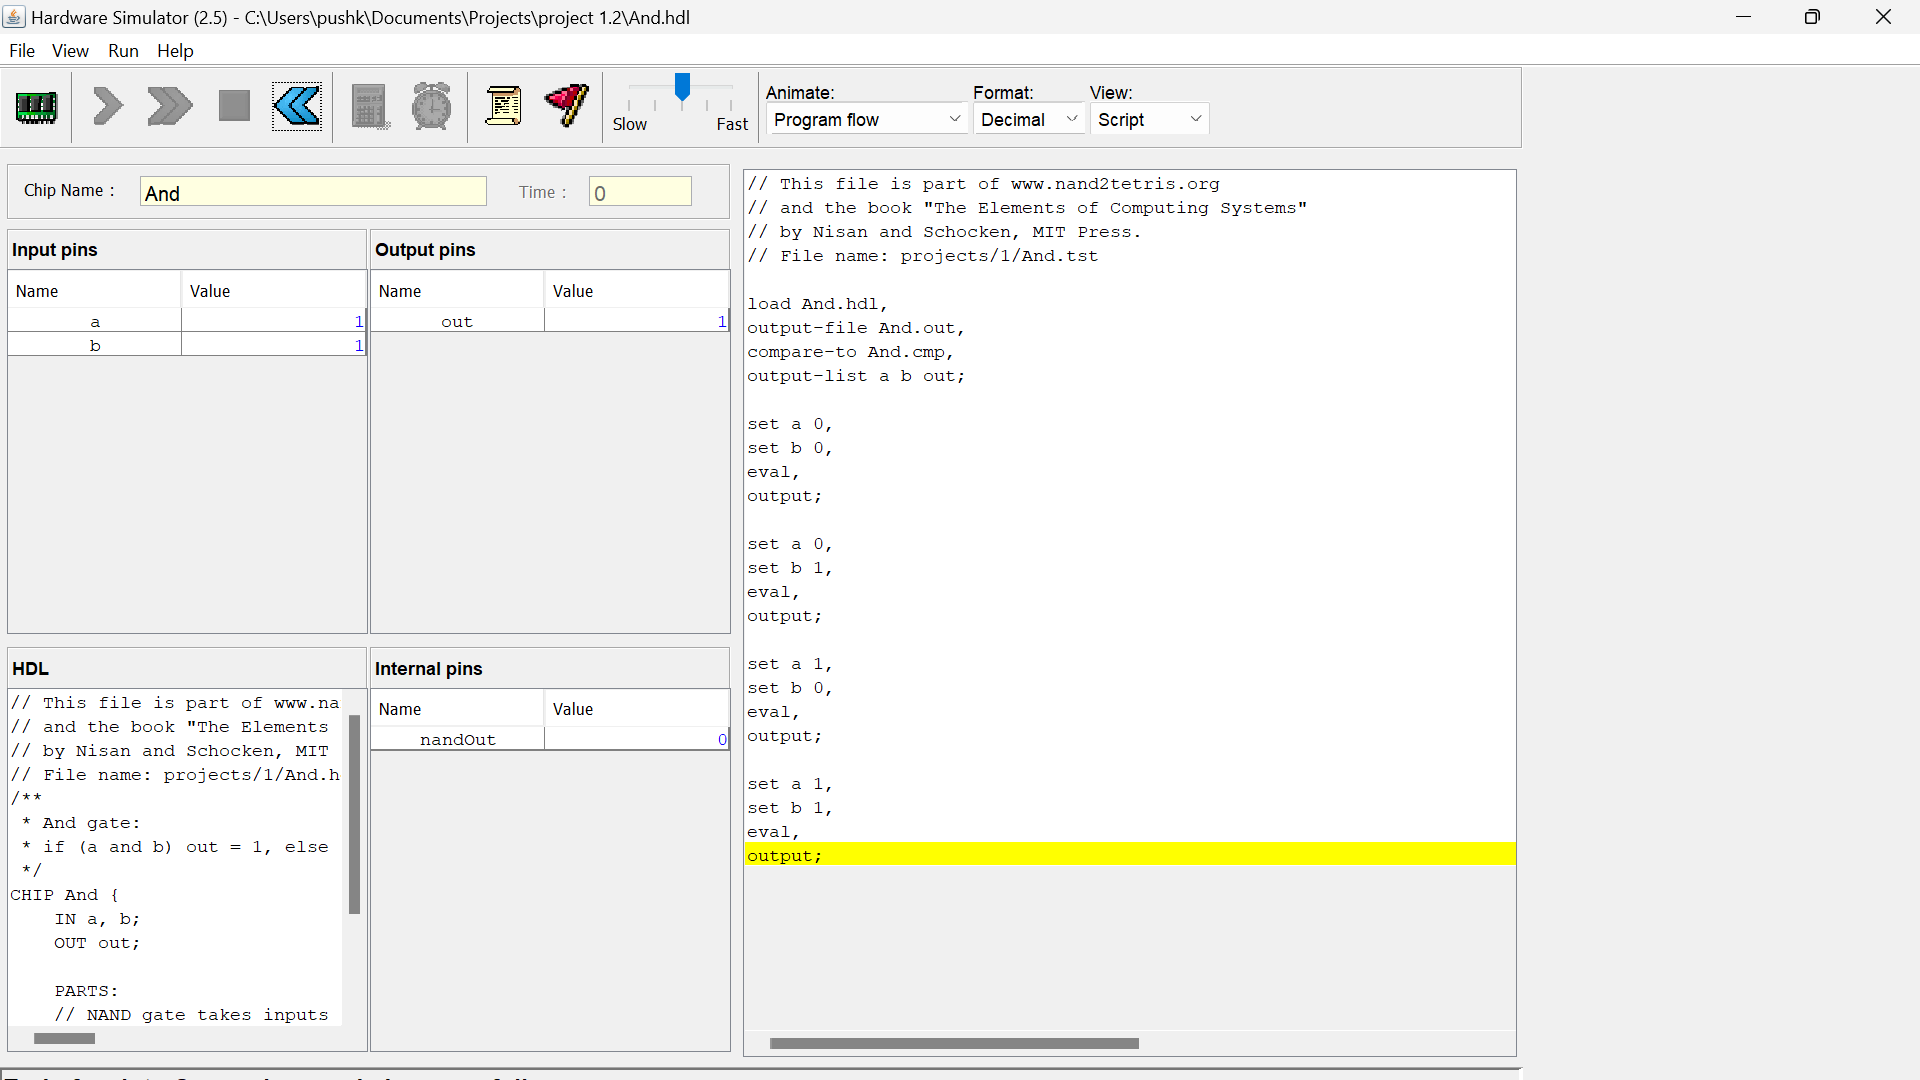 Hardware Simulator (2.5) - C:\Users\pushk\Documents\Projects\project 1.2\And.hdl
File View Run Help
Slow Fast
Animate: Format: View:
Program flow Decimal Script
Chip Name : And Time : 0
Input pins
Name Value
a 1
b 1
Output pins
Name Value
out 1
HDL
// This file is part of www.na
// and the book "The Elements
// by Nisan and Schocken, MIT
// File name: projects/1/And.h
/**
* And gate:
* if (a and b) out = 1, else
*/
CHIP And {
IN a, b;
OUT out;
PARTS:
// NAND gate takes inputs
Internal pins
Name Value
nandOut 0
// This file is part of www.nand2tetris.org
// and the book "The Elements of Computing Systems"
// by Nisan and Schocken, MIT Press.
// File name: projects/1/And.tst
load And.hdl,
output-file And.out,
compare-to And.cmp,
output-list a b out;
set a 0,
set b 0,
eval,
output;
set a 0,
set b 1,
eval,
output;
set a 1,
set b 0,
eval,
output;
set a 1,
set b 1,
eval,
output;